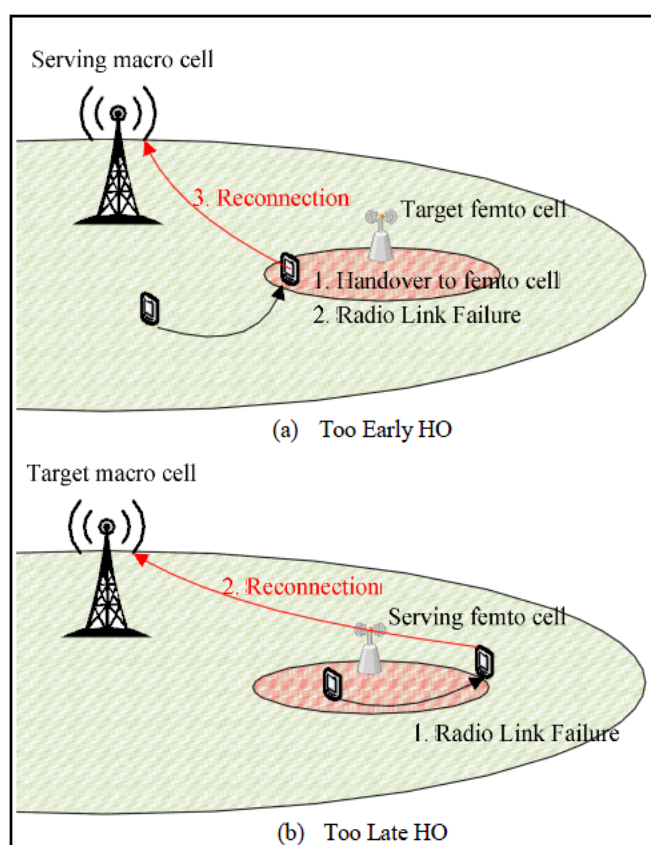 Serving macro cell
3. Reconnection
Target femto cell
1. Handover to femto cell
2. Radio Link Failure
(a) Too Early HO
Target macro cell
2. Reconnection
Serving femto cell
1. Radio Link Failure
(b) Too Late HO